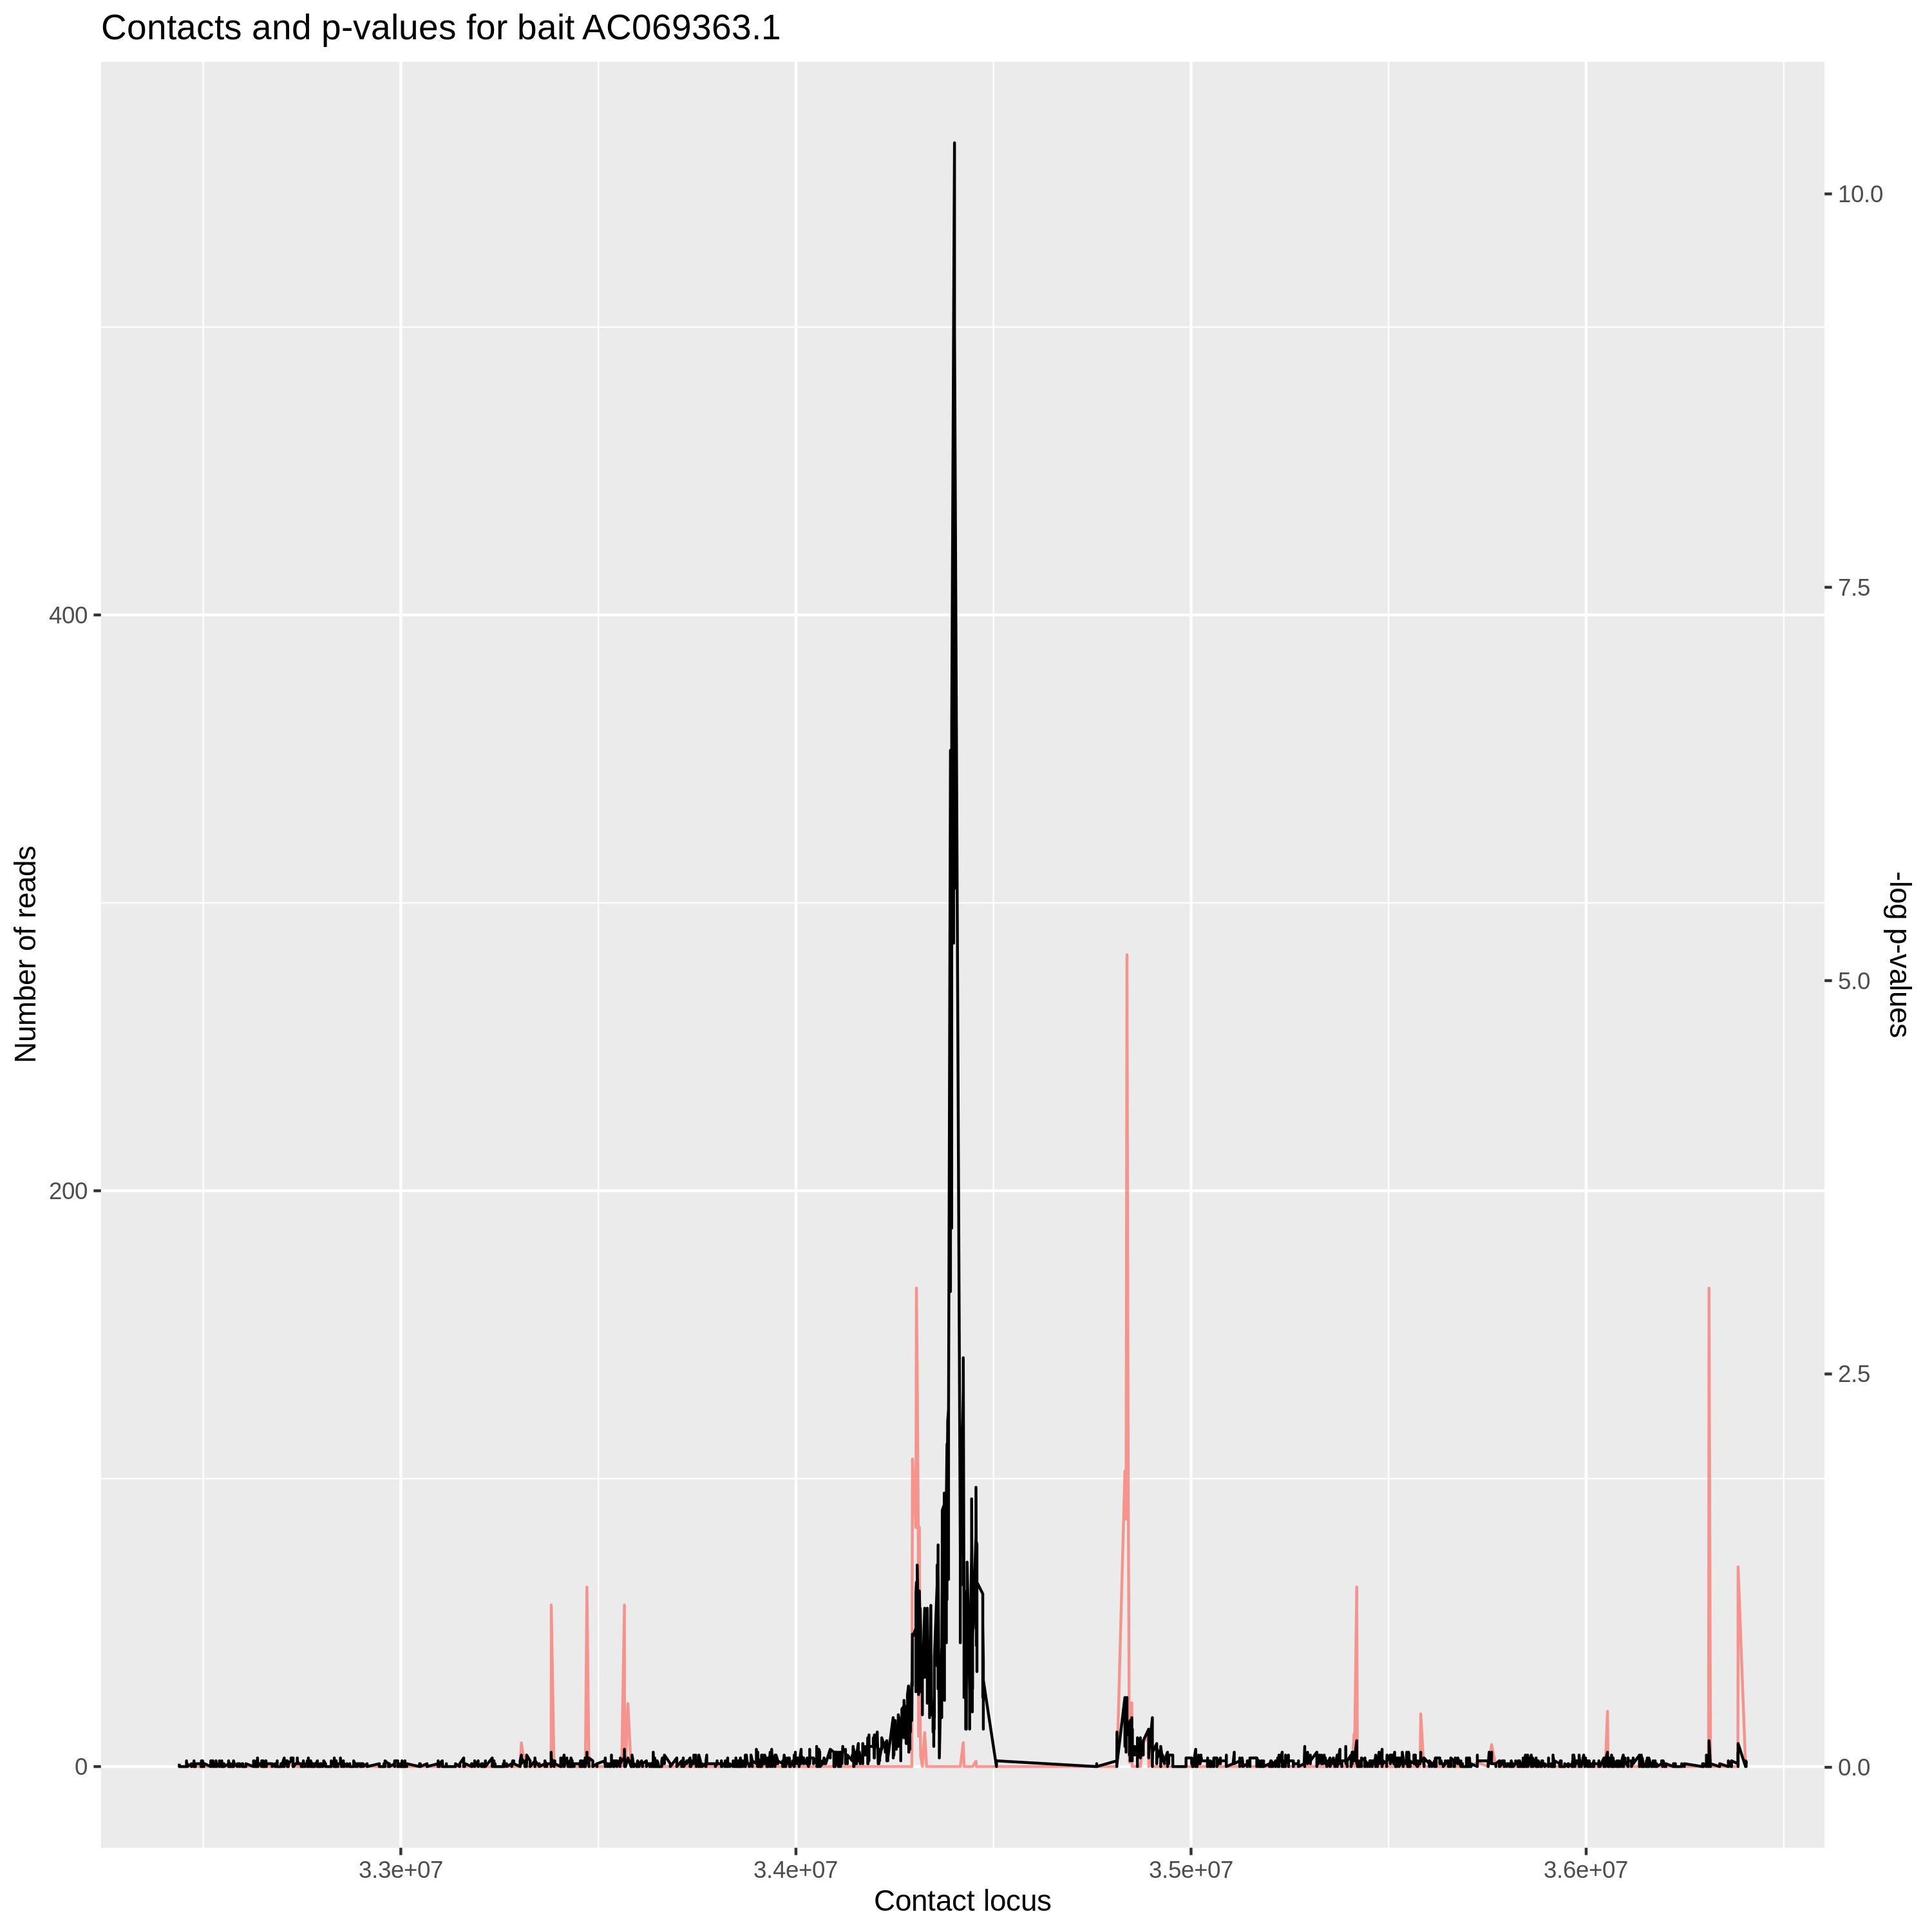 Contacts and p-values for bait AC069363.1
Number of reads
400
200
0
10.0
7.5
5.0
2.5
0.0
-log p-values
3.3e+07 3.4e+07 3.5e+07 3.6e+07
Contact locus